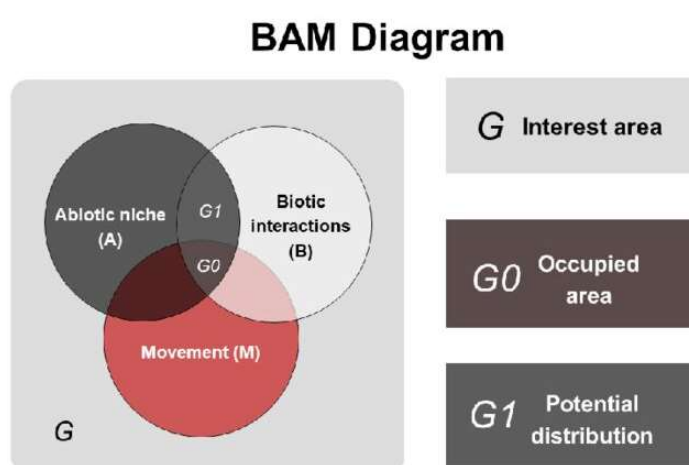 BAM Diagram
Abiotic niche
(A)
G1
Biotic
interactions
(B)
G0
Movement (M)
G
G Interest area
G0 Occupied
area
G1 Potential
distribution